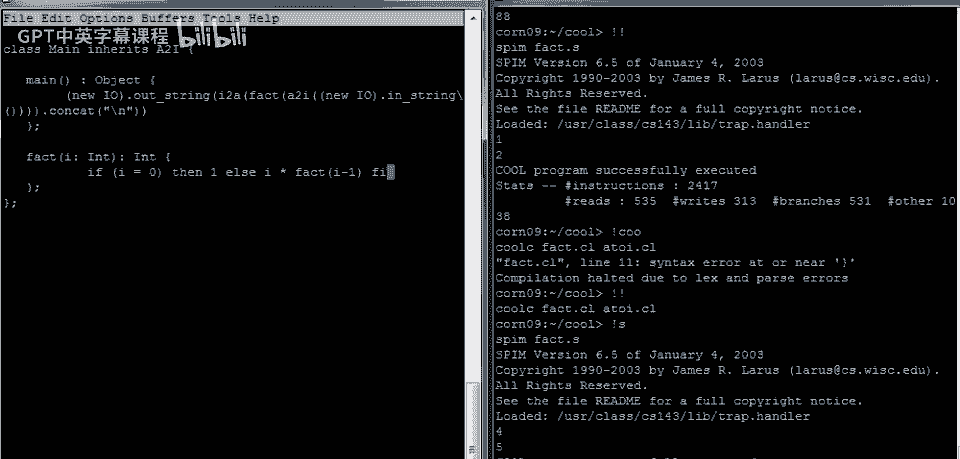 File Edit Options Buffers Tools Help
GPT中英字幕课程 bilibili
class Main inherits A2I {
main() : Object {
(new IO).out_string(i2a(fact(a2i((new IO).in_string\
()))).concat("\n"))
};
fact(i: Int): Int {
if (i = 0) then 1 else i * fact(i-1) fi
};
};
88
corn09:~/cool> !!
spim fact.s
SPIM Version 6.5 of January 4, 2003
Copyright 1990-2003 by James R. Larus (larus@cs.wisc.edu).
All Rights Reserved.
See the file README for a full copyright notice.
Loaded: /usr/class/cs143/lib/trap.handler
1
2
COOL program successfully executed
Stats -- #instructions : 2417
#reads : 535 #writes 313 #branches 531 #other 10
38
corn09:~/cool> !coo
coolc fact.cl atoi.cl
"fact.cl", line 11: syntax error at or near '}'
Compilation halted due to lex and parse errors
corn09:~/cool> !!
coolc fact.cl atoi.cl
corn09:~/cool> !s
spim fact.s
SPIM Version 6.5 of January 4, 2003
Copyright 1990-2003 by James R. Larus (larus@cs.wisc.edu).
All Rights Reserved.
See the file README for a full copyright notice.
Loaded: /usr/class/cs143/lib/trap.handler
4
5